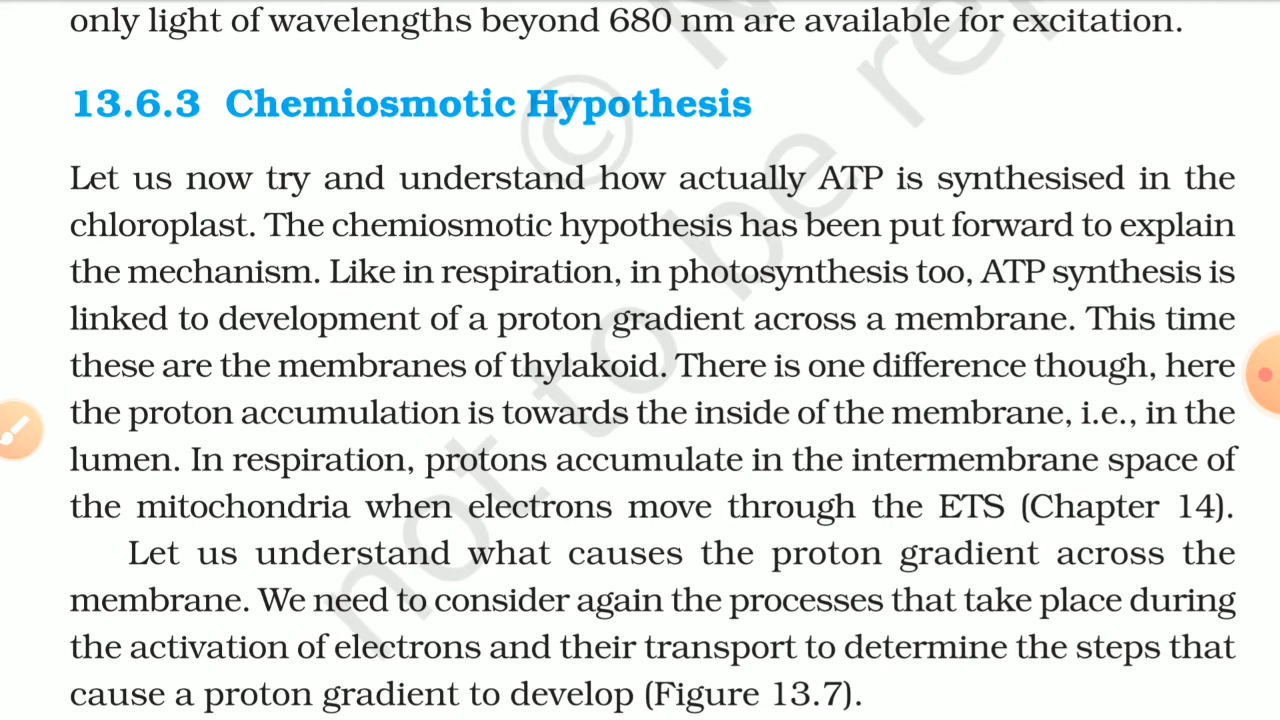 only light of wavelengths beyond 680 nm are available for excitation.
13.6.3 Chemiosmotic Hypothesis
Let us now try and understand how actually ATP is synthesised in the
chloroplast. The chemiosmotic hypothesis has been put forward to explain
the mechanism. Like in respiration, in photosynthesis too, ATP synthesis is
linked to development of a proton gradient across a membrane. This time
these are the membranes of thylakoid. There is one difference though, here
the proton accumulation is towards the inside of the membrane, i.e., in the
lumen. In respiration, protons accumulate in the intermembrane space of
the mitochondria when electrons move through the ETS (Chapter 14).
Let us understand what causes the proton gradient across the
membrane. We need to consider again the processes that take place during
the activation of electrons and their transport to determine the steps that
cause a proton gradient to develop (Figure 13.7).
©
not to be rep